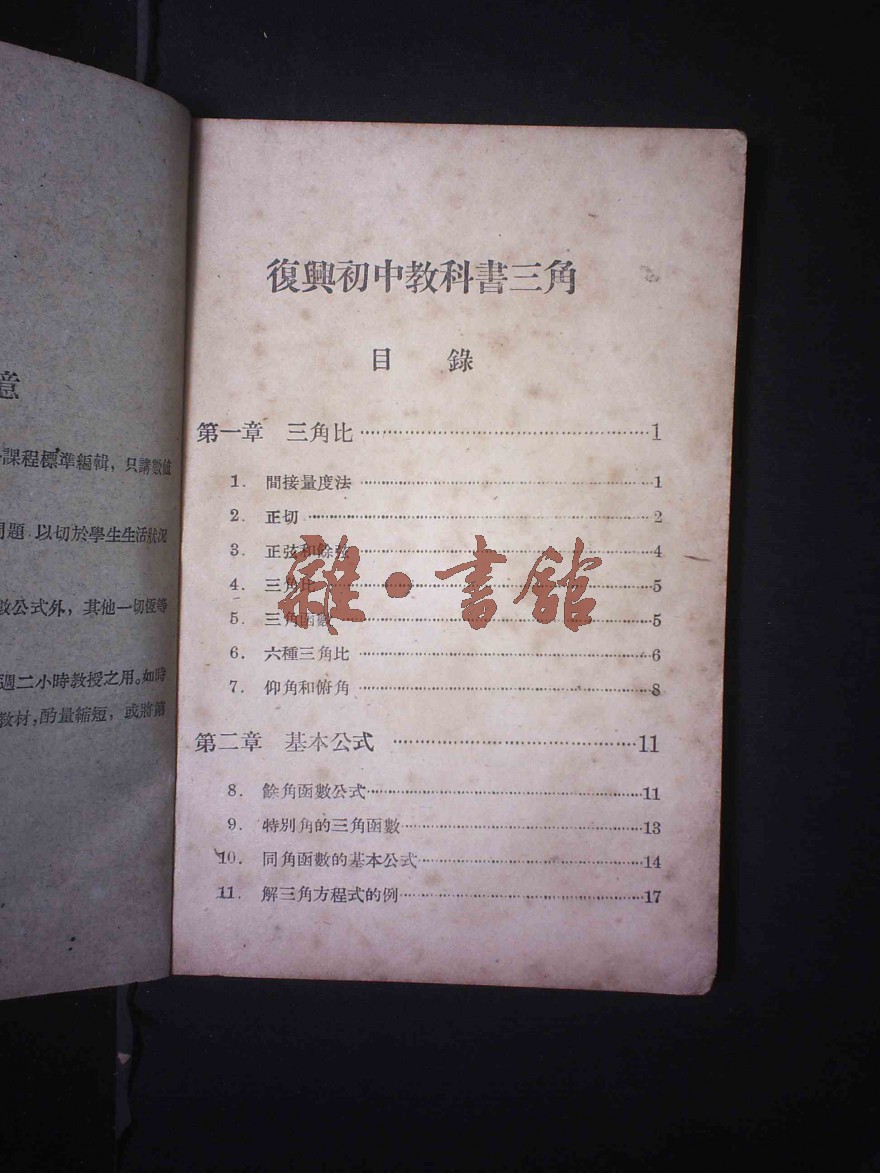 意
課程標準編輯，只講數值
問題．以切於學生生活狀況
數公式外，其他一切恆等
週二小時教授之用。如時
教材，酌量縮短，或將第
復興初中教科書三角
目　錄
第一章　三角比…………1
1.　間接量度法…………1
2.　正切…………2
3.　正弦和餘弦…………4
4.　三角比…………5
5.　三角函數…………5
6.　六種三角比…………6
7.　仰角和俯角…………8
第二章　基本公式…………11
8.　餘角函數公式…………11
9.　特別角的三角函數…………13
10.　同角函數的基本公式…………14
11.　解三角方程式的例…………17
雜·書館